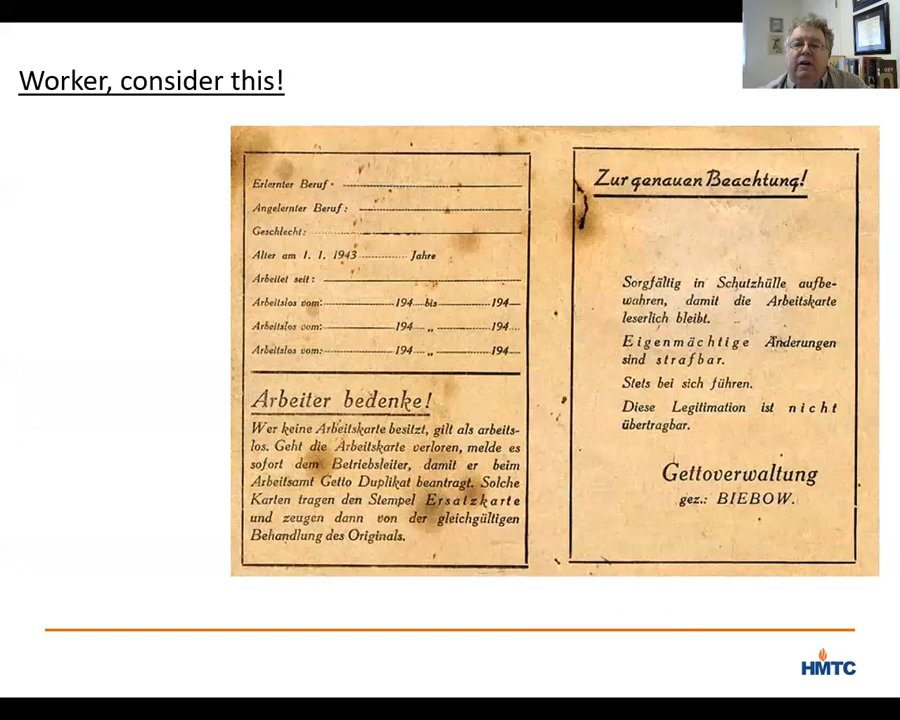 Worker, consider this!
Erlernter Beruf:
Angelernter Beruf:
Geschlecht:
Alter am 1. 1. 1943 Jahre
Arbeitet seit:
Arbeitslos vom: 194 bis 194
Arbeitslos vom: 194 „ 194
Arbeitslos vom: 194 „ 194
Arbeiter bedenke!
Wer keine Arbeitskarte besitzt, gilt als arbeits-
los. Geht die Arbeitskarte verloren, melde es
sofort dem Betriebsleiter, damit er beim
Arbeitsamt Getto Duplikat beantragt. Solche
Karten tragen den Stempel Ersatzkarte
und zeugen dann von der gleichgültigen
Behandlung des Originals.
Zur genauen Beachtung!
Sorgfältig in Schutzhülle aufbe-
wahren, damit die Arbeitskarte
leserlich bleibt.
Eigenmächtige Änderungen
sind strafbar.
Stets bei sich führen.
Diese Legitimation ist nicht
übertragbar.
Gettoverwaltung
gez.: BIEBOW.
HMTC